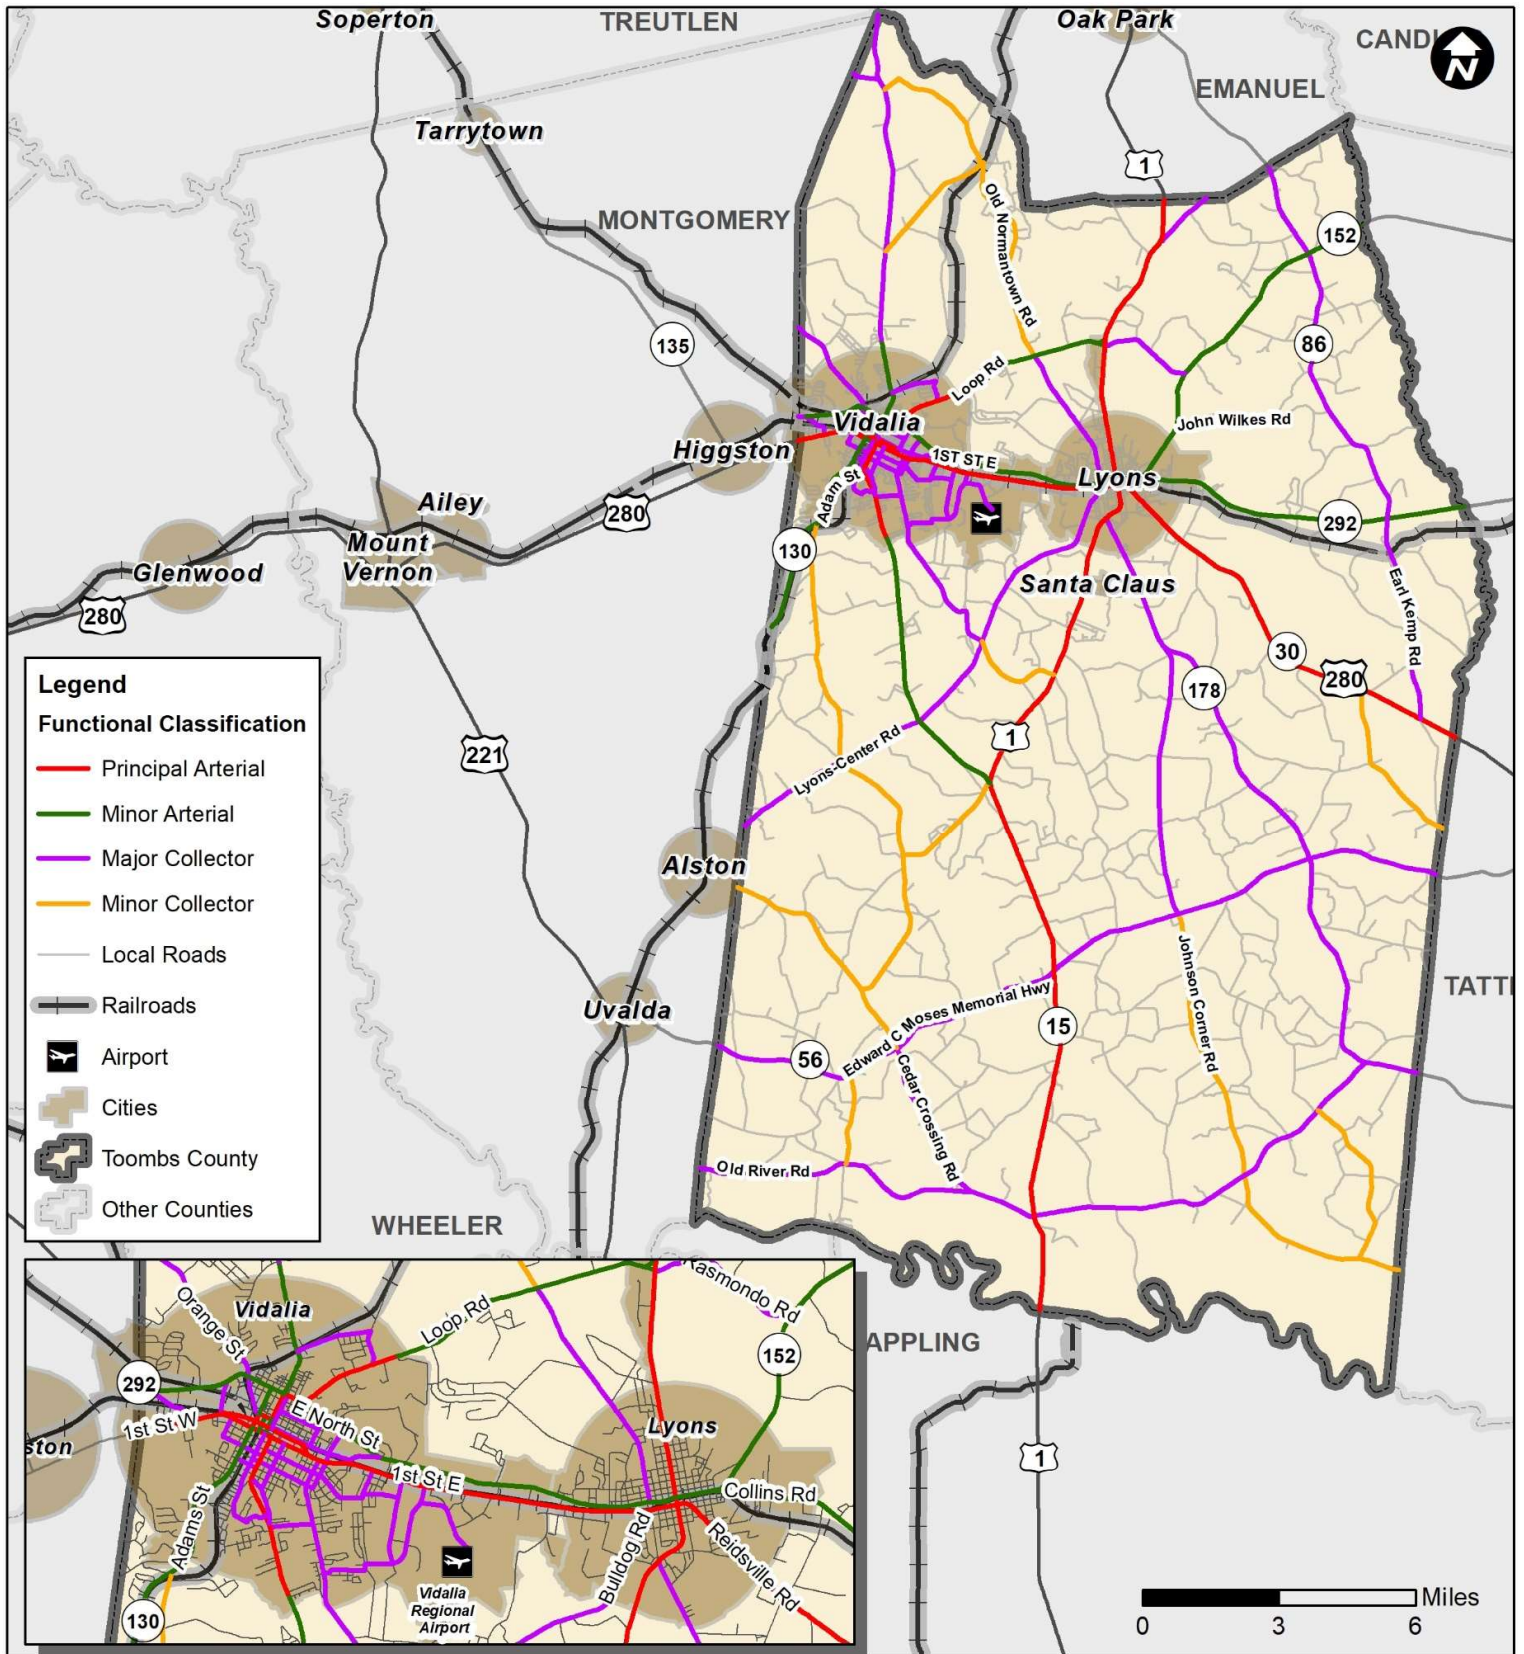 Soperton
TREUTLEN
Oak Park
CANDL
N
EMANUEL
Tarrytown
1
MONTGOMERY
Old Normantown Rd
152
135
86
Loop Rd
Vidalia
John Wilkes Rd
Higgston
1ST ST E
Lyons
Adam St
Ailey
280
292
Mount
Vernon
130
Glenwood
Santa Claus
Earl Kemp Rd
280
30
280
178
221
1
Lyons-Center Rd
Alston
Johnson Corner Rd
TATT
Uvalda
Edward C Moses Memorial Hwy
15
56
Cedar Crossing Rd
Old River Rd
WHEELER
APPLING
1
Legend
Functional Classification
Principal Arterial
Minor Arterial
Major Collector
Minor Collector
Local Roads
Railroads
Airport
Cities
Toombs County
Other Counties
Orange St
Vidalia
Loop Rd
Rasmondo Rd
152
292
1st St W
E North St
Lyons
ston
1st St E
Collins Rd
Adams St
Bulldog Rd
Reidsville Rd
Vidalia
Regional
Airport
130
Miles
0 3 6